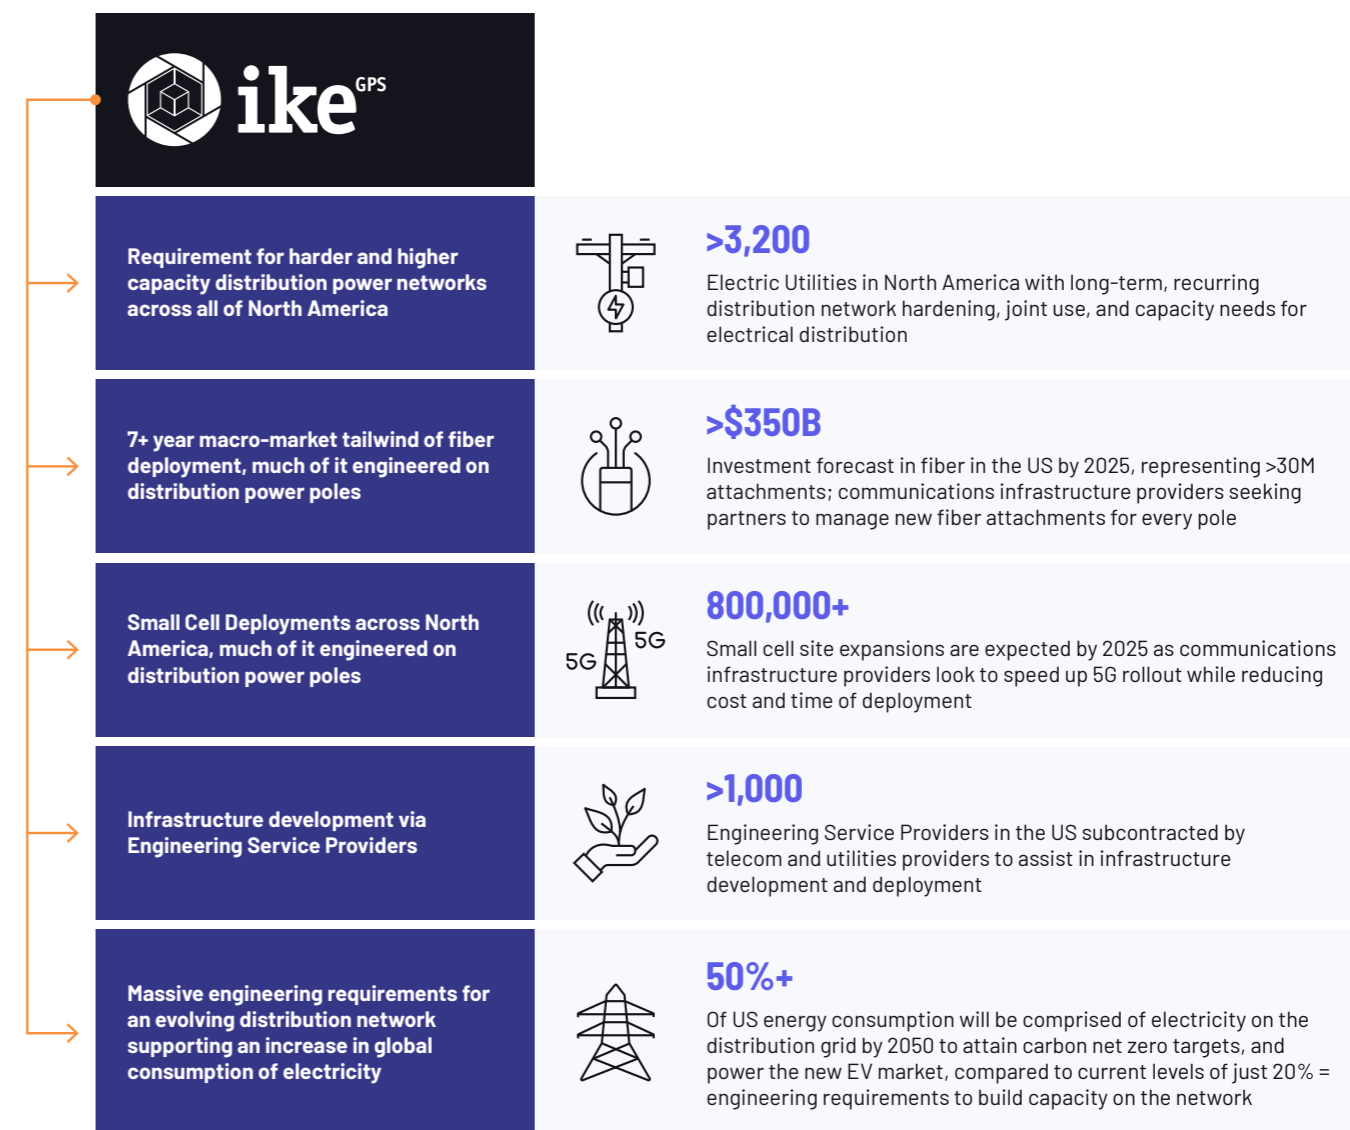 ike GPS
Requirement for harder and higher
capacity distribution power networks
across all of North America
>3,200
Electric Utilities in North America with long-term, recurring
distribution network hardening, joint use, and capacity needs for
electrical distribution
7+ year macro-market tailwind of fiber
deployment, much of it engineered on
distribution power poles
>$350B
Investment forecast in fiber in the US by 2025, representing >30M
attachments; communications infrastructure providers seeking
partners to manage new fiber attachments for every pole
Small Cell Deployments across North
America, much of it engineered on
distribution power poles
5G
5G
800,000+
Small cell site expansions are expected by 2025 as communications
infrastructure providers look to speed up 5G rollout while reducing
cost and time of deployment
Infrastructure development via
Engineering Service Providers
>1,000
Engineering Service Providers in the US subcontracted by
telecom and utilities providers to assist in infrastructure
development and deployment
Massive engineering requirements for
an evolving distribution network
supporting an increase in global
consumption of electricity
50%+
Of US energy consumption will be comprised of electricity on the
distribution grid by 2050 to attain carbon net zero targets, and
power the new EV market, compared to current levels of just 20% =
engineering requirements to build capacity on the network